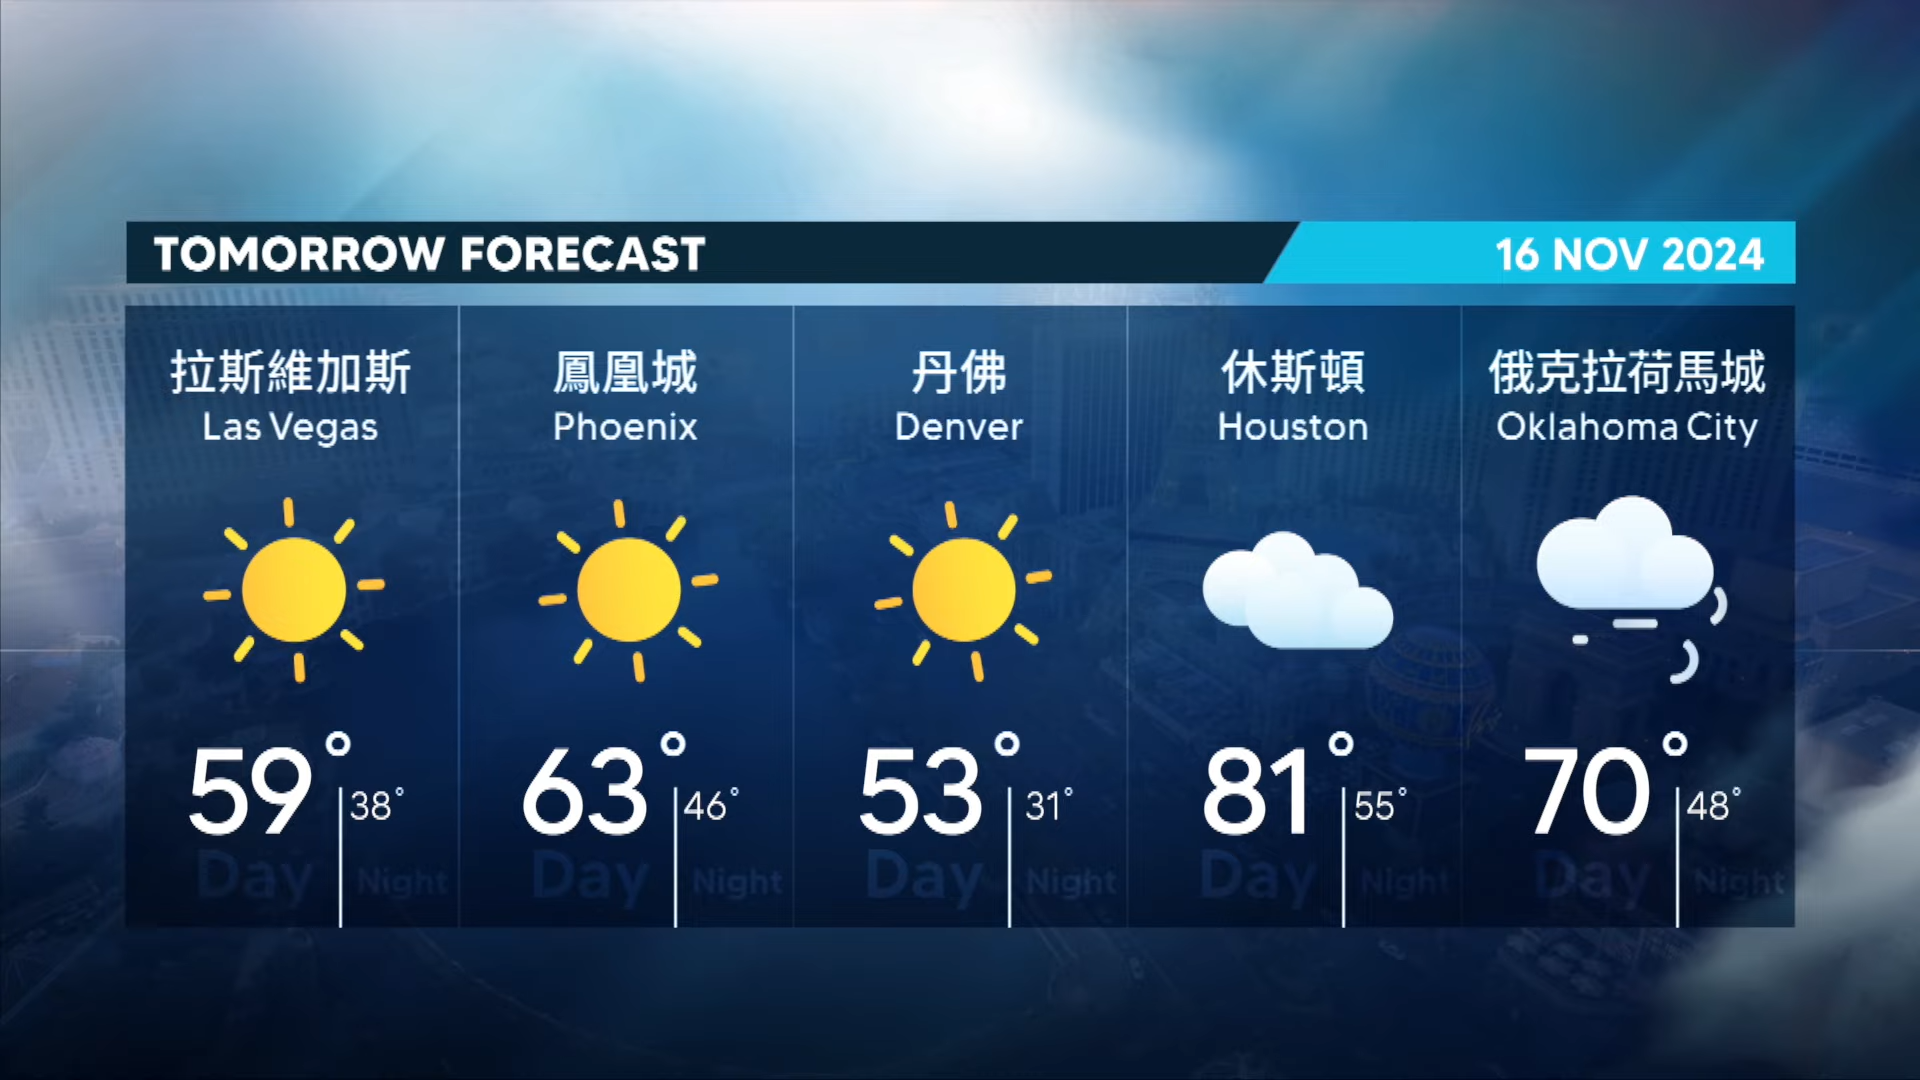 TOMORROW FORECAST
16 NOV 2024
拉斯維加斯
Las Vegas
59°
38°
Day
Night
鳳凰城
Phoenix
63°
46°
Day
Night
丹佛
Denver
53°
31°
Day
Night
休斯頓
Houston
81°
55°
Day
Night
俄克拉荷馬城
Oklahoma City
70°
48°
Day
Night